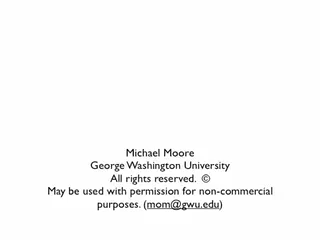 Michael Moore
George Washington University
All rights reserved.  ©
May be used with permission for non-commercial
purposes. (mom@gwu.edu)